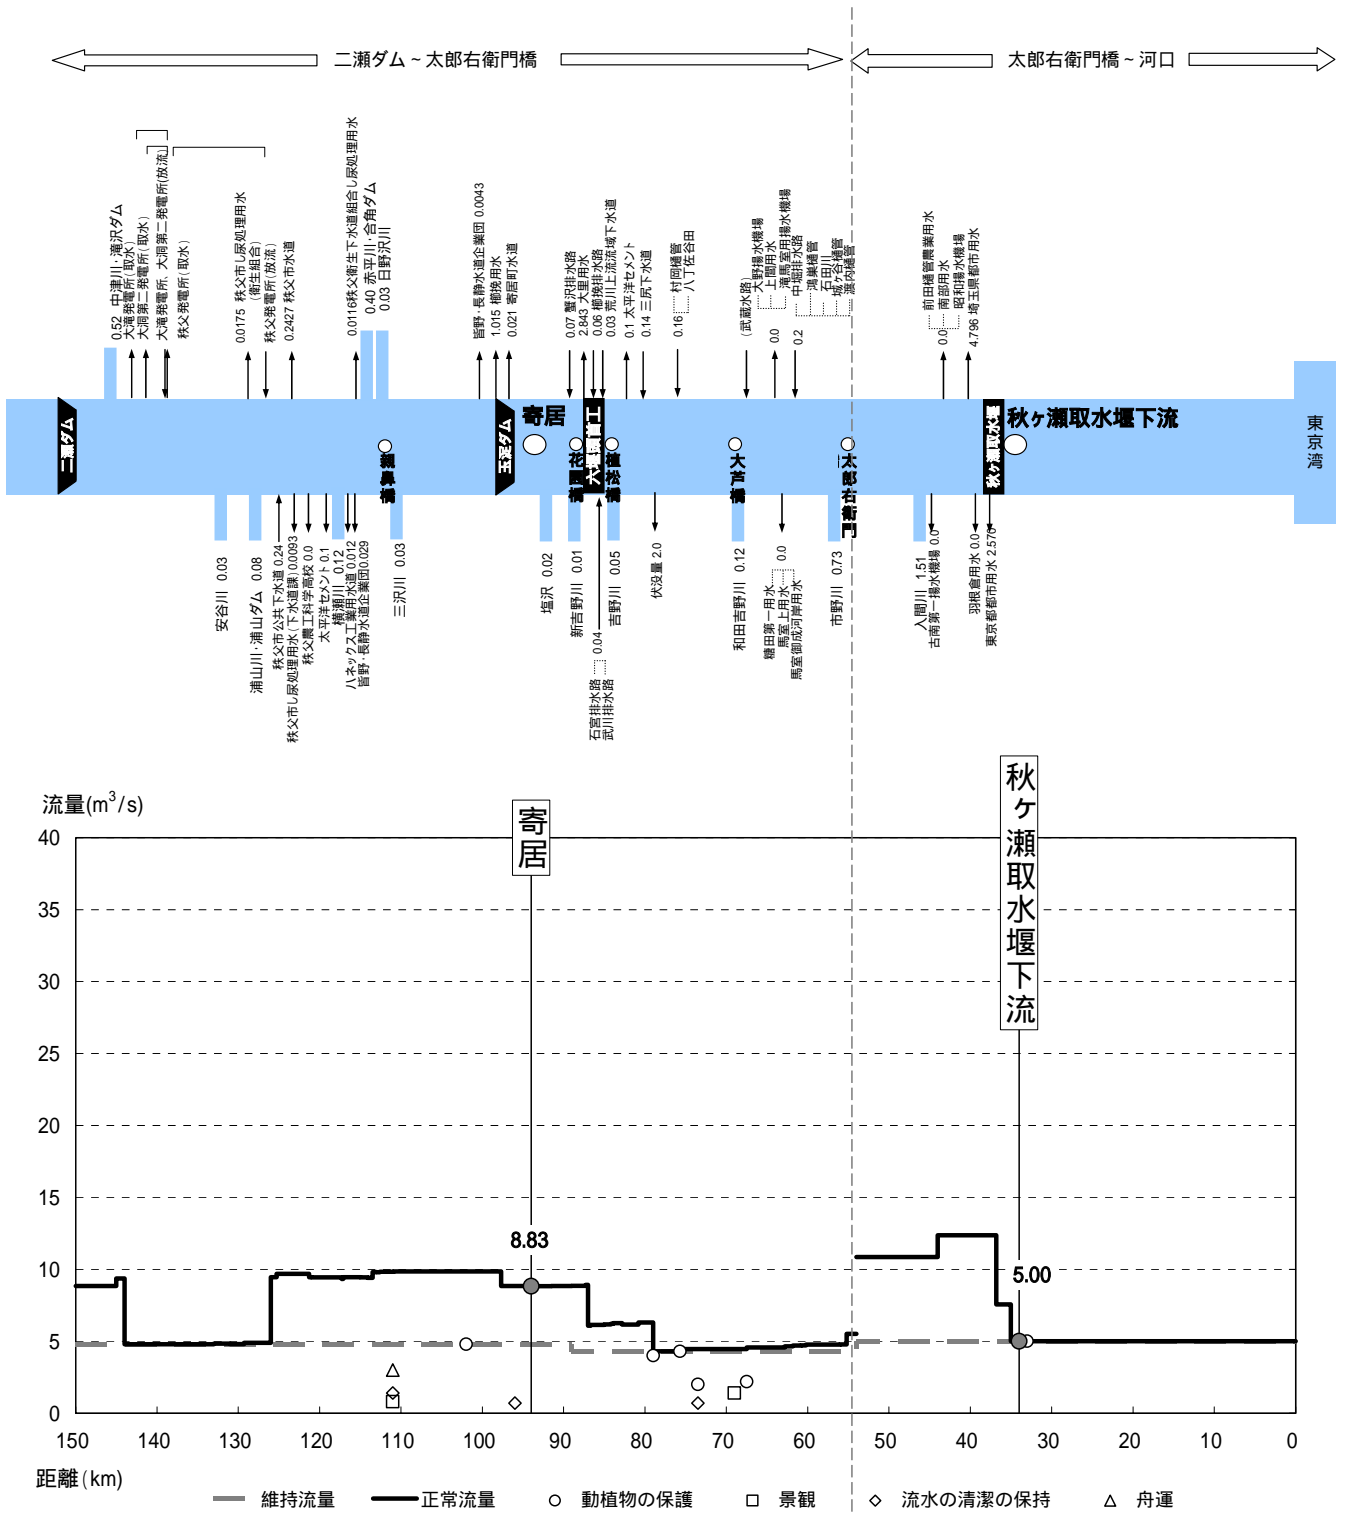 二瀬ダム～太郎右衛門橋
太郎右衛門橋～河口
0.52 中津川・滝沢ダム
大滝発電所(取水)
大洞第二発電所(取水)
大滝発電所、大洞第二発電所(放流)
秩父発電所(取水)
0.0175 秩父市し尿処理用水
(衛生組合)
秩父発電所(放流)
0.2427 秩父市水道
0.0116秩父衛生下水道組合し尿処理用水
0.40 赤平川・合角ダム
0.03 日野沢川
皆野・長静水道企業団 0.0043
1.015 櫛挽用水
0.021 寄居町水道
0.07 蟹沢排水路
2.843 大里用水
0.06 櫛挽排水路
0.03 荒川上流流域下水道
0.1 太平洋セメント
0.14 三尻下水道
0.16 村岡樋管
八丁佐谷田
(武蔵水路)
大野揚水機場
上間用水
滝馬室用揚水機場
0.0
中堀排水路
鴻巣樋管
石田川
城ヶ谷樋管
渡内樋管
0.2
前田樋管農業用水
南部用水
昭和揚水機場
0.0
4.796 埼玉県都市用水
二瀬ダム
親鼻橋
玉淀ダム
寄居
花園橋
植松橋
大芦橋
太郎右衛門
秋ヶ瀬取水堰
秋ヶ瀬取水堰下流
東京湾
安谷川 0.03
浦山川・浦山ダム 0.08
秩父市公共下水道 0.24
秩父市し尿処理用水(下水道課)0.0093
秩父農工科学高校 0.0
太平洋セメント 0.1
横瀬川 0.12
ハネックス工業用水道 0.012
皆野・長静水道企業団0.029
三沢川 0.03
塩沢 0.02
新吉野川 0.01
石宮排水路 0.04
武川排水路
吉野川 0.05
伏没量 2.0
和田吉野川 0.12
糠田第一用水
馬室上用水
馬室御成河岸用水
0.0
市野川 0.73
入間川 1.51
古南第一揚水機場 0.0
羽根倉用水 0.0
東京都都市用水 2.576
流量(m3/s)
寄居
秋ヶ瀬取水堰下流
40
35
30
25
20
15
10
5
0
8.83
5.00
150 140 130 120 110 100 90 80 70 60 50 40 30 20 10 0
距離(km)
維持流量 正常流量 ○ 動植物の保護 □ 景観 ◇ 流水の清潔の保持 △ 舟運